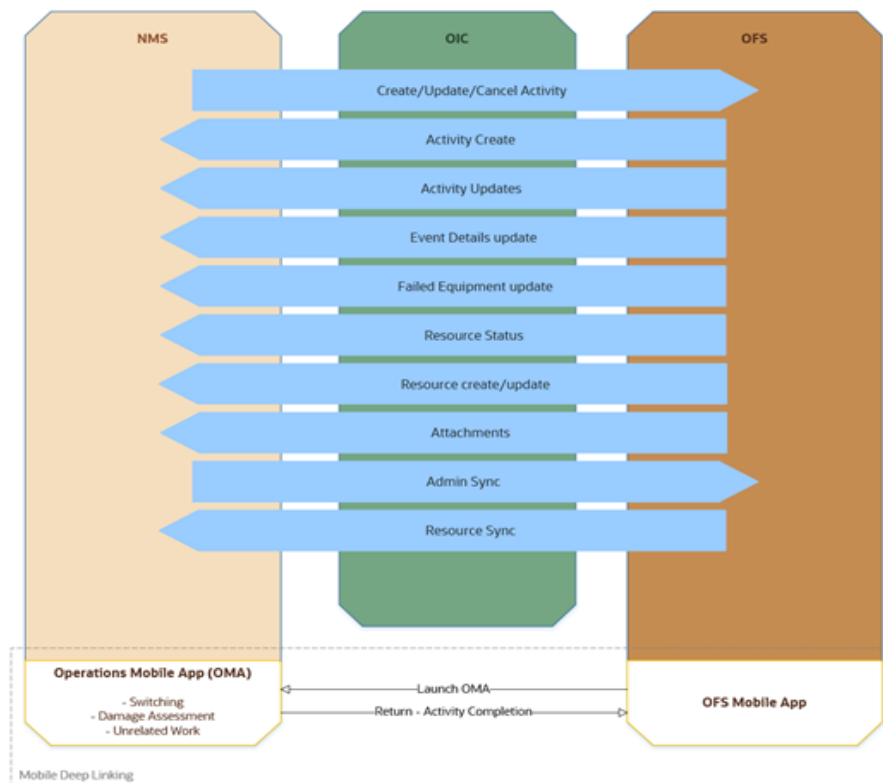 NMS
OIC
OFS
Create/Update/Cancel Activity
Activity Create
Activity Updates
Event Details update
Failed Equipment update
Resource Status
Resource create/update
Attachments
Admin Sync
Resource Sync
Operations Mobile App (OMA)
- Switching
- Damage Assessment
- Unrelated Work
Launch OMA
Return - Activity Completion
OFS Mobile App
Mobile Deep Linking